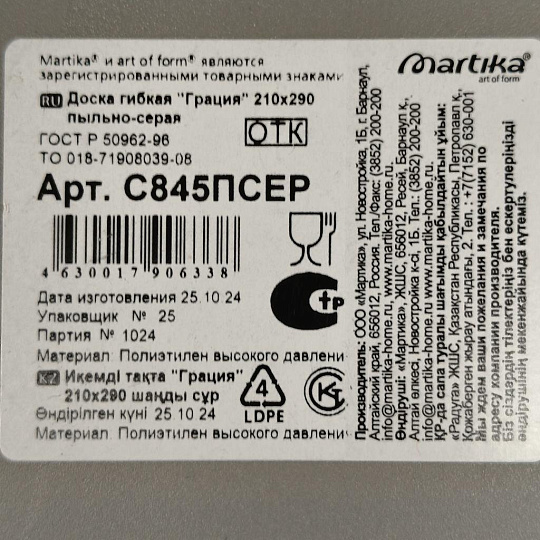 Martika® и art of form® являются
зарегистрированными товарными знаками
RU Доска гибкая "Грация" 210х290
пыльно-серая
ГОСТ Р 50962-96
ТО 018-71908039-08
ОТК
Арт. С845ПСЕР
4 630017 906338
Дата изготовления 25.10.24
Упаковщик № 25
Партия № 1024
Материал: Полиэтилен высокого давлени
KZ Икемді тақта "Грация"
210х290 шаңды сұр
Өндірілген күні 25.10.24
Материал: Полиэтилен высокого давлени
4
LDPE
Martika®
art of form
Производитель: ООО «Мартика», ул. Новостройка, 1Б, г. Барнаул,
Алтайский край, 656012, Россия. Тел./Факс: (3852) 200-200
info@martika-home.ru, www.martika-home.ru
Өндіруші: «Мартика», ЖШС, 656012, Ресей, Барнаул қ.,
Алтай өлкесі, Новостройка к-сі, 1Б. Тел.: (3852) 200-200
info@martika-home.ru, www.martika-home.ru
ҚР-да сапа туралы шағымды қабылдайтын ұйым:
«Радуга» ЖШС, Қазақстан Республикасы, Петропавл қ.,
Қожаберген жырау атындағы, 2. Тел.: +7(7152) 630-001
Мы ждем ваши пожелания и замечания по
адресу компании производителя.
Біз сіздердің тілектеріңіз бен ескертулеріңізді
өндірушінің мекенжайында күтеміз.